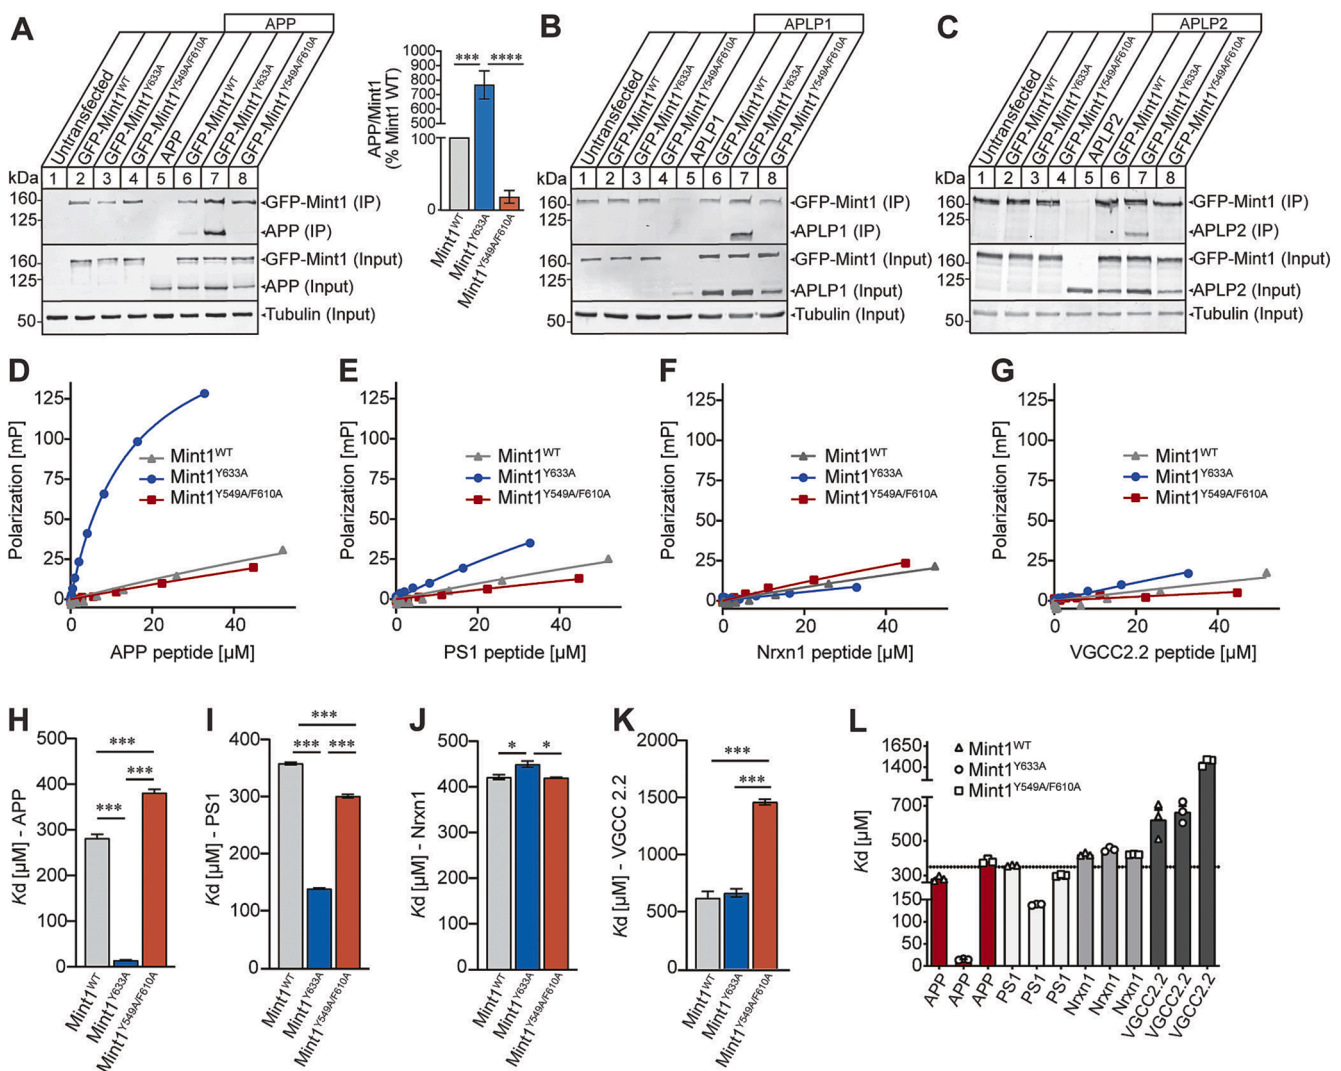 A
APP
Untransfected
GFP-Mint1WT
GFP-Mint1Y633A
GFP-Mint1Y549A/F610A
APP
GFP-Mint1WT
GFP-Mint1Y633A
GFP-Mint1Y549A/F610A
kDa 1 2 3 4 5 6 7 8
160 GFP-Mint1 (IP)
125
APP (IP)
160 GFP-Mint1 (Input)
125 APP (Input)
50 Tubulin (Input)
APP/Mint1
(% Mint1 WT)
1000
900
800
700
600
500
100
0
*** ****
Mint1WT
Mint1Y633A
Mint1Y549A/F610A
B
APLP1
Untransfected
GFP-Mint1WT
GFP-Mint1Y633A
GFP-Mint1Y549A/F610A
APLP1
GFP-Mint1WT
GFP-Mint1Y633A
GFP-Mint1Y549A/F610A
kDa 1 2 3 4 5 6 7 8
160 GFP-Mint1 (IP)
125
APLP1 (IP)
160 GFP-Mint1 (Input)
125 APLP1 (Input)
50 Tubulin (Input)
C
APLP2
Untransfected
GFP-Mint1WT
GFP-Mint1Y633A
GFP-Mint1Y549A/F610A
APLP2
GFP-Mint1WT
GFP-Mint1Y633A
GFP-Mint1Y549A/F610A
kDa 1 2 3 4 5 6 7 8
160 GFP-Mint1 (IP)
125
APLP2 (IP)
160 GFP-Mint1 (Input)
125 APLP2 (Input)
50 Tubulin (Input)
D
Polarization [mP]
125
100
75
50
25
0
Mint1WT
Mint1Y633A
Mint1Y549A/F610A
0 20 40
APP peptide [µM]
E
Polarization [mP]
125
100
75
50
25
0
Mint1WT
Mint1Y633A
Mint1Y549A/F610A
0 20 40
PS1 peptide [µM]
F
Polarization [mP]
125
100
75
50
25
0
Mint1WT
Mint1Y633A
Mint1Y549A/F610A
0 20 40
Nrxn1 peptide [µM]
G
Polarization [mP]
125
100
75
50
25
0
Mint1WT
Mint1Y633A
Mint1Y549A/F610A
0 20 40
VGCC2.2 peptide [µM]
H
Kd [µM] - APP
500
400
300
200
100
0
***
***
***
Mint1WT
Mint1Y633A
Mint1Y549A/F610A
I
Kd [µM] - PS1
400
300
200
100
0
***
*** ***
Mint1WT
Mint1Y633A
Mint1Y549A/F610A
J
Kd [µM] - Nrxn1
500
400
300
200
100
0
* *
Mint1WT
Mint1Y633A
Mint1Y549A/F610A
K
Kd [µM] - VGCC 2.2
2000
1500
1000
500
0
***
***
Mint1WT
Mint1Y633A
Mint1Y549A/F610A
L
Kd [µM]
1650
1400
700
500
300
150
50
0
Mint1WT
Mint1Y633A
Mint1Y549A/F610A
APP
APP
APP
PS1
PS1
PS1
Nrxn1
Nrxn1
Nrxn1
VGCC2.2
VGCC2.2
VGCC2.2